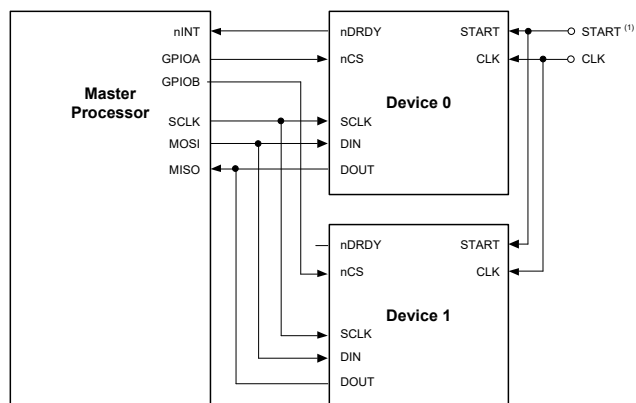 nINT
GPIOA
GPIOB
Master
Processor
SCLK
MOSI
MISO
nDRDY
START
nCS
CLK
Device 0
SCLK
DIN
DOUT
START (1)
CLK
nDRDY
START
nCS
CLK
Device 1
SCLK
DIN
DOUT